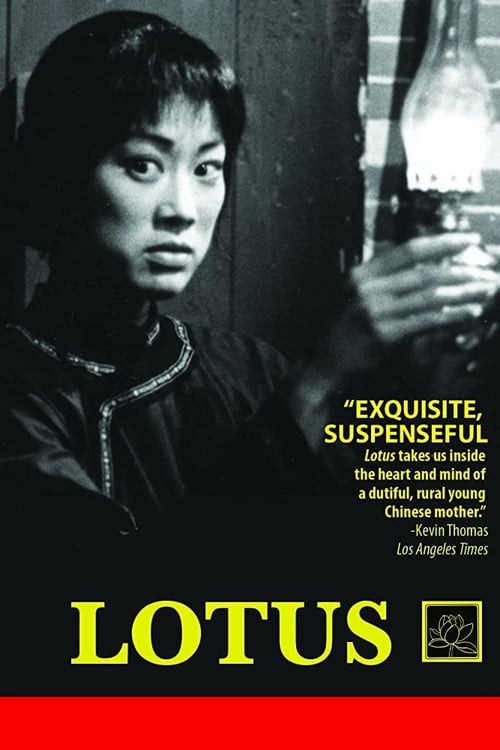 “EXQUISITE,
SUSPENSEFUL
Lotus takes us inside
the heart and mind of
a dutiful, rural young
Chinese mother.”
-Kevin Thomas
Los Angeles Times
LOTUS